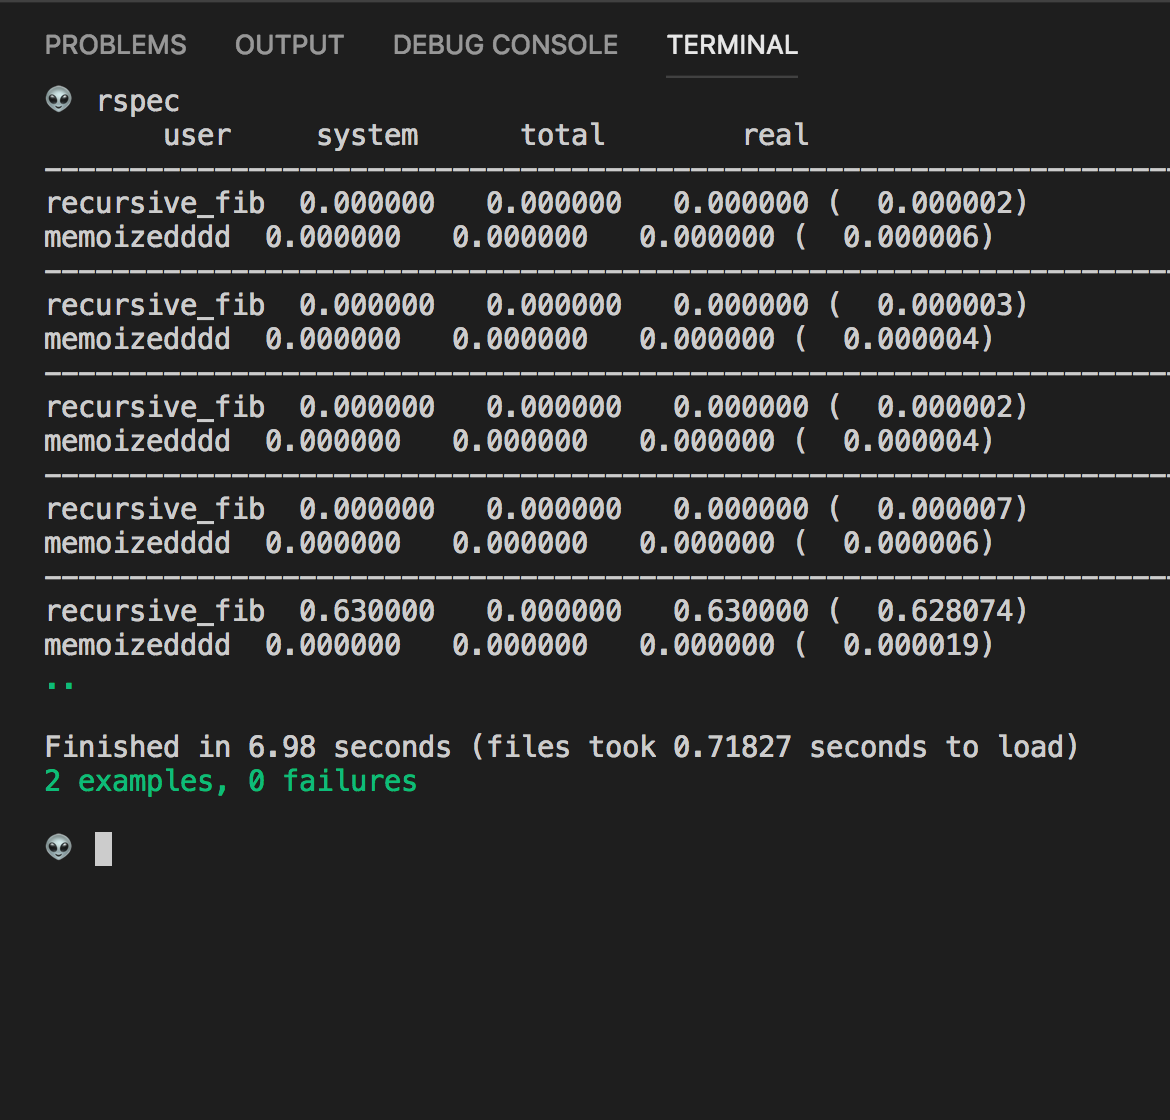 PROBLEMS OUTPUT DEBUG CONSOLE TERMINAL
👽 rspec
user system total real
------------------------------------------------------------------
recursive_fib 0.000000 0.000000 0.000000 ( 0.000002)
memoizedddd 0.000000 0.000000 0.000000 ( 0.000006)
------------------------------------------------------------------
recursive_fib 0.000000 0.000000 0.000000 ( 0.000003)
memoizedddd 0.000000 0.000000 0.000000 ( 0.000004)
------------------------------------------------------------------
recursive_fib 0.000000 0.000000 0.000000 ( 0.000002)
memoizedddd 0.000000 0.000000 0.000000 ( 0.000004)
------------------------------------------------------------------
recursive_fib 0.000000 0.000000 0.000000 ( 0.000007)
memoizedddd 0.000000 0.000000 0.000000 ( 0.000006)
------------------------------------------------------------------
recursive_fib 0.630000 0.000000 0.630000 ( 0.628074)
memoizedddd 0.000000 0.000000 0.000000 ( 0.000019)
..
Finished in 6.98 seconds (files took 0.71827 seconds to load)
2 examples, 0 failures
👽